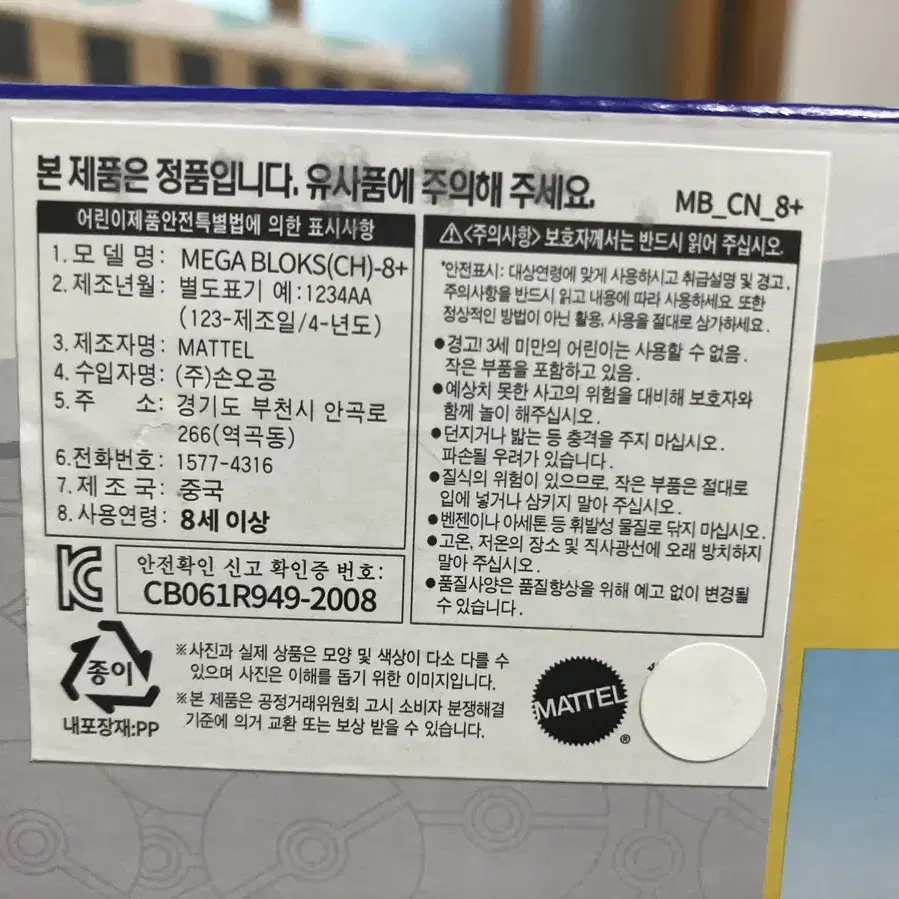 본 제품은 정품입니다. 유사품에 주의해 주세요.
MB_CN_8+
어린이제품안전특별법에 의한 표시사항
1. 모 델 명 : MEGA BLOKS(CH)-8+
2. 제조년월 : 별도표기 예:1234AA
(123-제조일/4-년도)
3. 제조자명 : MATTEL
4. 수입자명 : (주)손오공
5. 주 소 : 경기도 부천시 안곡로
266(역곡동)
6. 전화번호 : 1577-4316
7. 제 조 국 : 중국
8. 사용연령 : 8세 이상
안전확인 신고 확인증 번호:
CB061R949-2008
⚠<주의사항> 보호자께서는 반드시 읽어 주십시오.
*안전표시: 대상연령에 맞게 사용하시고 취급설명 및 경고,
주의사항을 반드시 읽고 내용에 따라 사용하세요. 또한
정상적인 방법이 아닌 활용, 사용을 절대로 삼가하세요.
●경고! 3세 미만의 어린이는 사용할 수 없음.
작은 부품을 포함하고 있음.
●예상치 못한 사고의 위험을 대비해 보호자와
함께 놀이 해주십시오.
●던지거나 밟는 등 충격을 주지 마십시오.
파손될 우려가 있습니다.
●질식의 위험이 있으므로, 작은 부품은 절대로
입에 넣거나 삼키지 말아 주십시오.
●벤젠이나 아세톤 등 휘발성 물질로 닦지 마십시오.
●고온, 저온의 장소 및 직사광선에 오래 방치하지
말아 주십시오.
●품질사양은 품질향상을 위해 예고 없이 변경될
수 있습니다.
종이
내포장재:PP
※사진과 실제 상품은 모양 및 색상이 다소 다를 수
있으며 사진은 이해를 돕기 위한 이미지입니다.
※본 제품은 공정거래위원회 고시 소비자 분쟁해결
기준에 의거 교환 또는 보상 받을 수 있습니다.
MATTEL
®